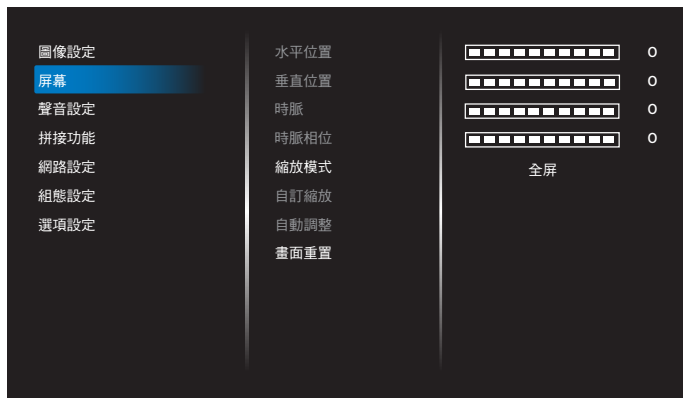 圖像設定
屏幕
聲音設定
拼接功能
網路設定
組態設定
選項設定
水平位置 0
垂直位置 0
時脈 0
時脈相位 0
縮放模式 全屏
自訂縮放
自動調整
畫面重置